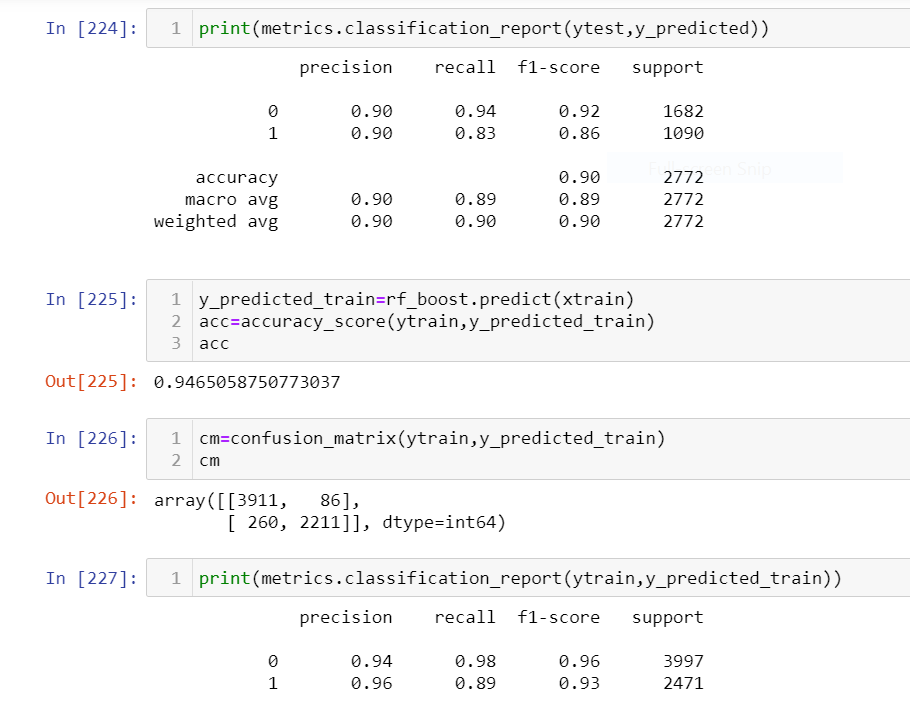 In [224]: 1 print(metrics.classification_report(ytest,y_predicted))
precision recall f1-score support
0 0.90 0.94 0.92 1682
1 0.90 0.83 0.86 1090
accuracy 0.90 2772
macro avg 0.90 0.89 0.89 2772
weighted avg 0.90 0.90 0.90 2772
In [225]: 1 y_predicted_train=rf_boost.predict(xtrain)
2 acc=accuracy_score(ytrain,y_predicted_train)
3 acc
Out[225]: 0.9465058750773037
In [226]: 1 cm=confusion_matrix(ytrain,y_predicted_train)
2 cm
Out[226]: array([[3911, 86],
[ 260, 2211]], dtype=int64)
In [227]: 1 print(metrics.classification_report(ytrain,y_predicted_train))
precision recall f1-score support
0 0.94 0.98 0.96 3997
1 0.96 0.89 0.93 2471